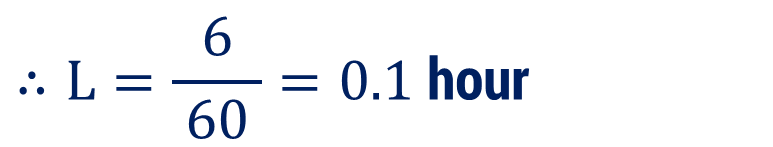 ∴ L = 6/60 = 0.1 hour